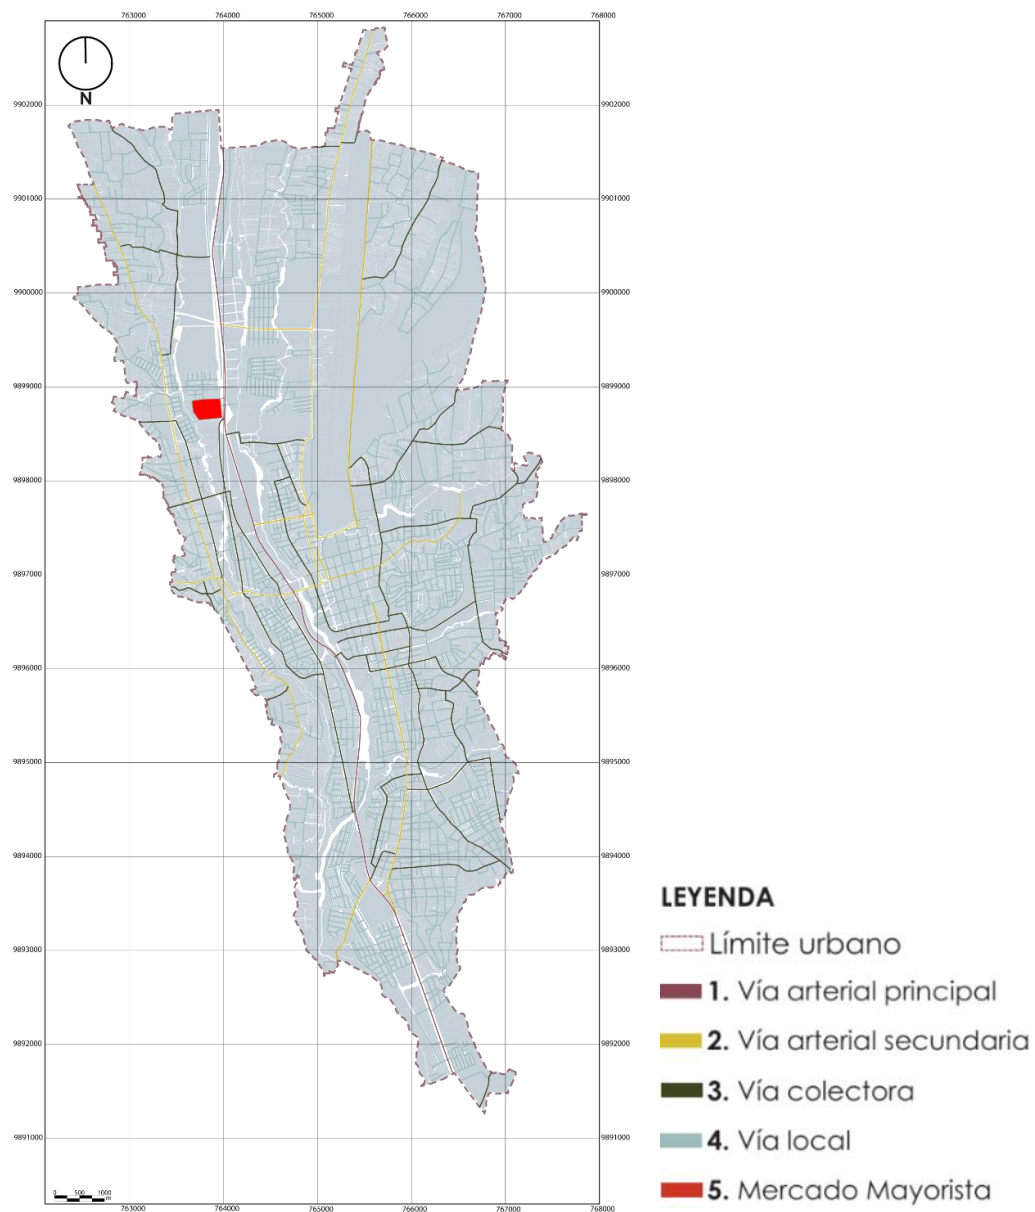 763000 764000 765000 766000 767000 768000
N
9902000 9902000
9901000 9901000
9900000 9900000
9899000 9899000
9898000 9898000
9897000 9897000
9896000 9896000
9895000 9895000
9894000 9894000
9893000 9893000
9892000 9892000
9891000 9891000
0 500 1000
m
763000 764000 765000 766000 767000 768000
LEYENDA
Límite urbano
1. Vía arterial principal
2. Vía arterial secundaria
3. Vía colectora
4. Vía local
5. Mercado Mayorista